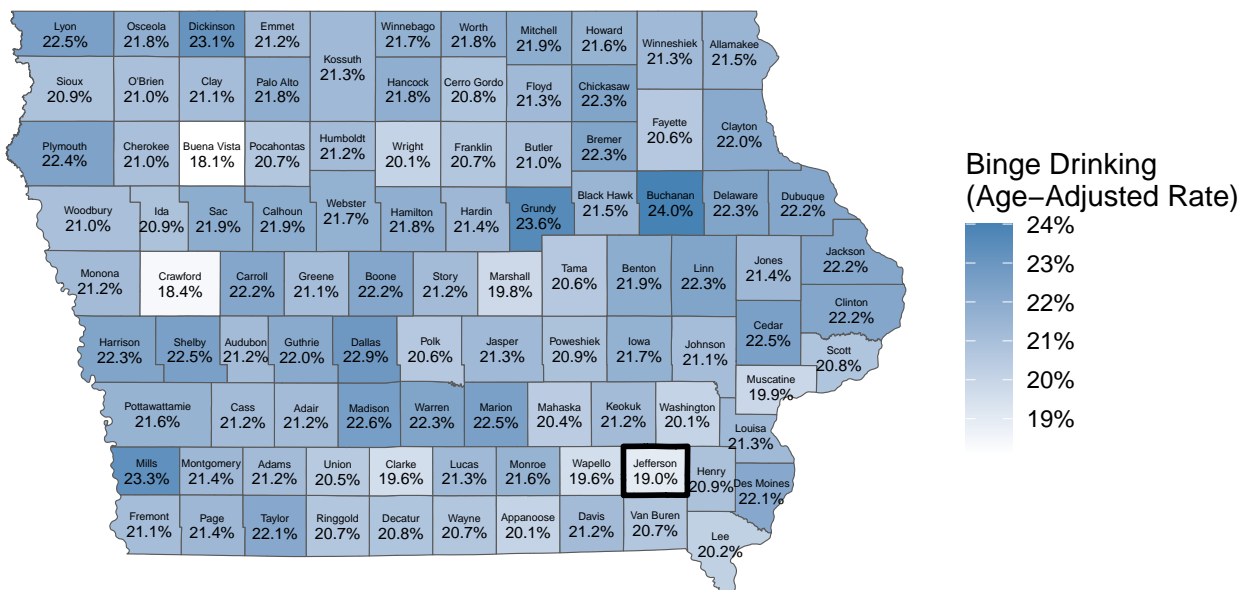 Lyon
22.5%
Osceola
21.8%
Dickinson
23.1%
Emmet
21.2%
Kossuth
21.3%
Winnebago
21.7%
Worth
21.8%
Mitchell
21.9%
Howard
21.6%
Winneshiek
21.3%
Allamakee
21.5%
Sioux
20.9%
O'Brien
21.0%
Clay
21.1%
Palo Alto
21.8%
Hancock
21.8%
Cerro Gordo
20.8%
Floyd
21.3%
Chickasaw
22.3%
Fayette
20.6%
Clayton
22.0%
Plymouth
22.4%
Cherokee
21.0%
Buena Vista
18.1%
Pocahontas
20.7%
Humboldt
21.2%
Wright
20.1%
Franklin
20.7%
Butler
21.0%
Bremer
22.3%
Woodbury
21.0%
Ida
20.9%
Sac
21.9%
Calhoun
21.9%
Webster
21.7%
Hamilton
21.8%
Hardin
21.4%
Grundy
23.6%
Black Hawk
21.5%
Buchanan
24.0%
Delaware
22.3%
Dubuque
22.2%
Monona
21.2%
Crawford
18.4%
Carroll
22.2%
Greene
21.1%
Boone
22.2%
Story
21.2%
Marshall
19.8%
Tama
20.6%
Benton
21.9%
Linn
22.3%
Jones
21.4%
Jackson
22.2%
Clinton
22.2%
Harrison
22.3%
Shelby
22.5%
Audubon
21.2%
Guthrie
22.0%
Dallas
22.9%
Polk
20.6%
Jasper
21.3%
Poweshiek
20.9%
Iowa
21.7%
Johnson
21.1%
Cedar
22.5%
Scott
20.8%
Muscatine
19.9%
Pottawattamie
21.6%
Cass
21.2%
Adair
21.2%
Madison
22.6%
Warren
22.3%
Marion
22.5%
Mahaska
20.4%
Keokuk
21.2%
Washington
20.1%
Louisa
21.3%
Mills
23.3%
Montgomery
21.4%
Adams
21.2%
Union
20.5%
Clarke
19.6%
Lucas
21.3%
Monroe
21.6%
Wapello
19.6%
Jefferson
19.0%
Henry
20.9%
Des Moines
22.1%
Fremont
21.1%
Page
21.4%
Taylor
22.1%
Ringgold
20.7%
Decatur
20.8%
Wayne
20.7%
Appanoose
20.1%
Davis
21.2%
Van Buren
20.7%
Lee
20.2%
Binge Drinking
(Age−Adjusted Rate)
24%
23%
22%
21%
20%
19%